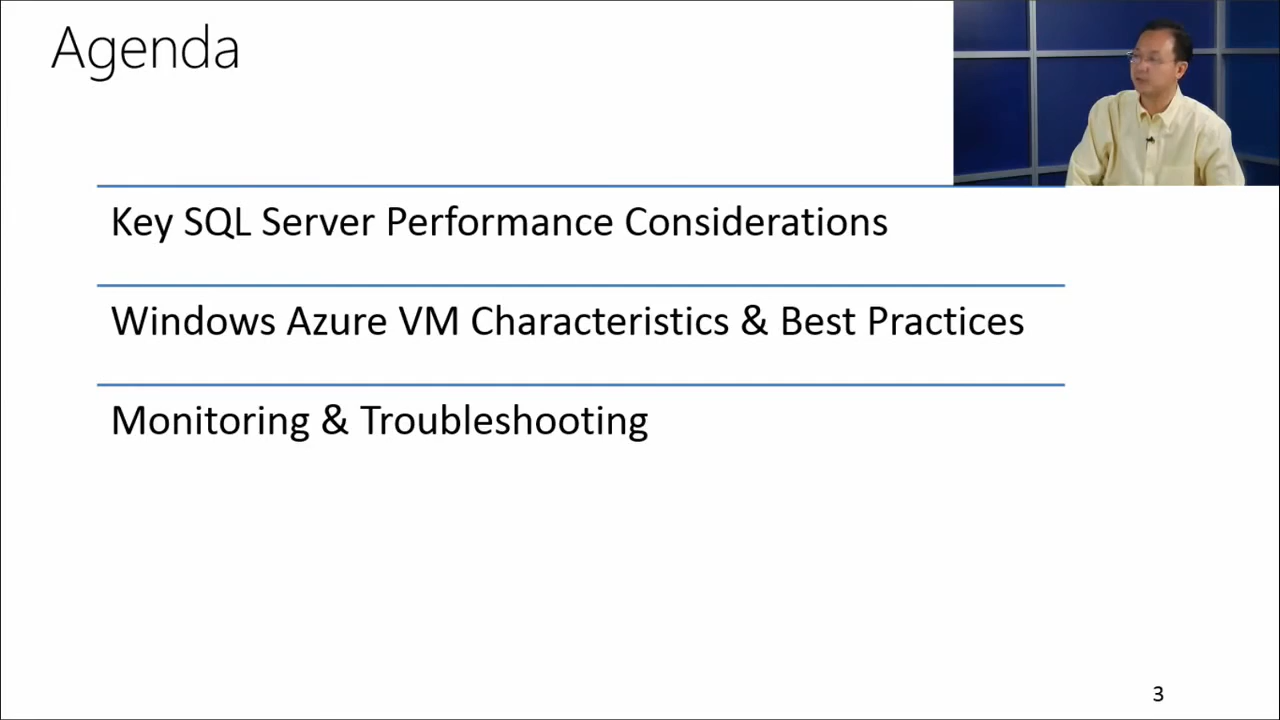 Agenda
Key SQL Server Performance Considerations
Windows Azure VM Characteristics & Best Practices
Monitoring & Troubleshooting
3